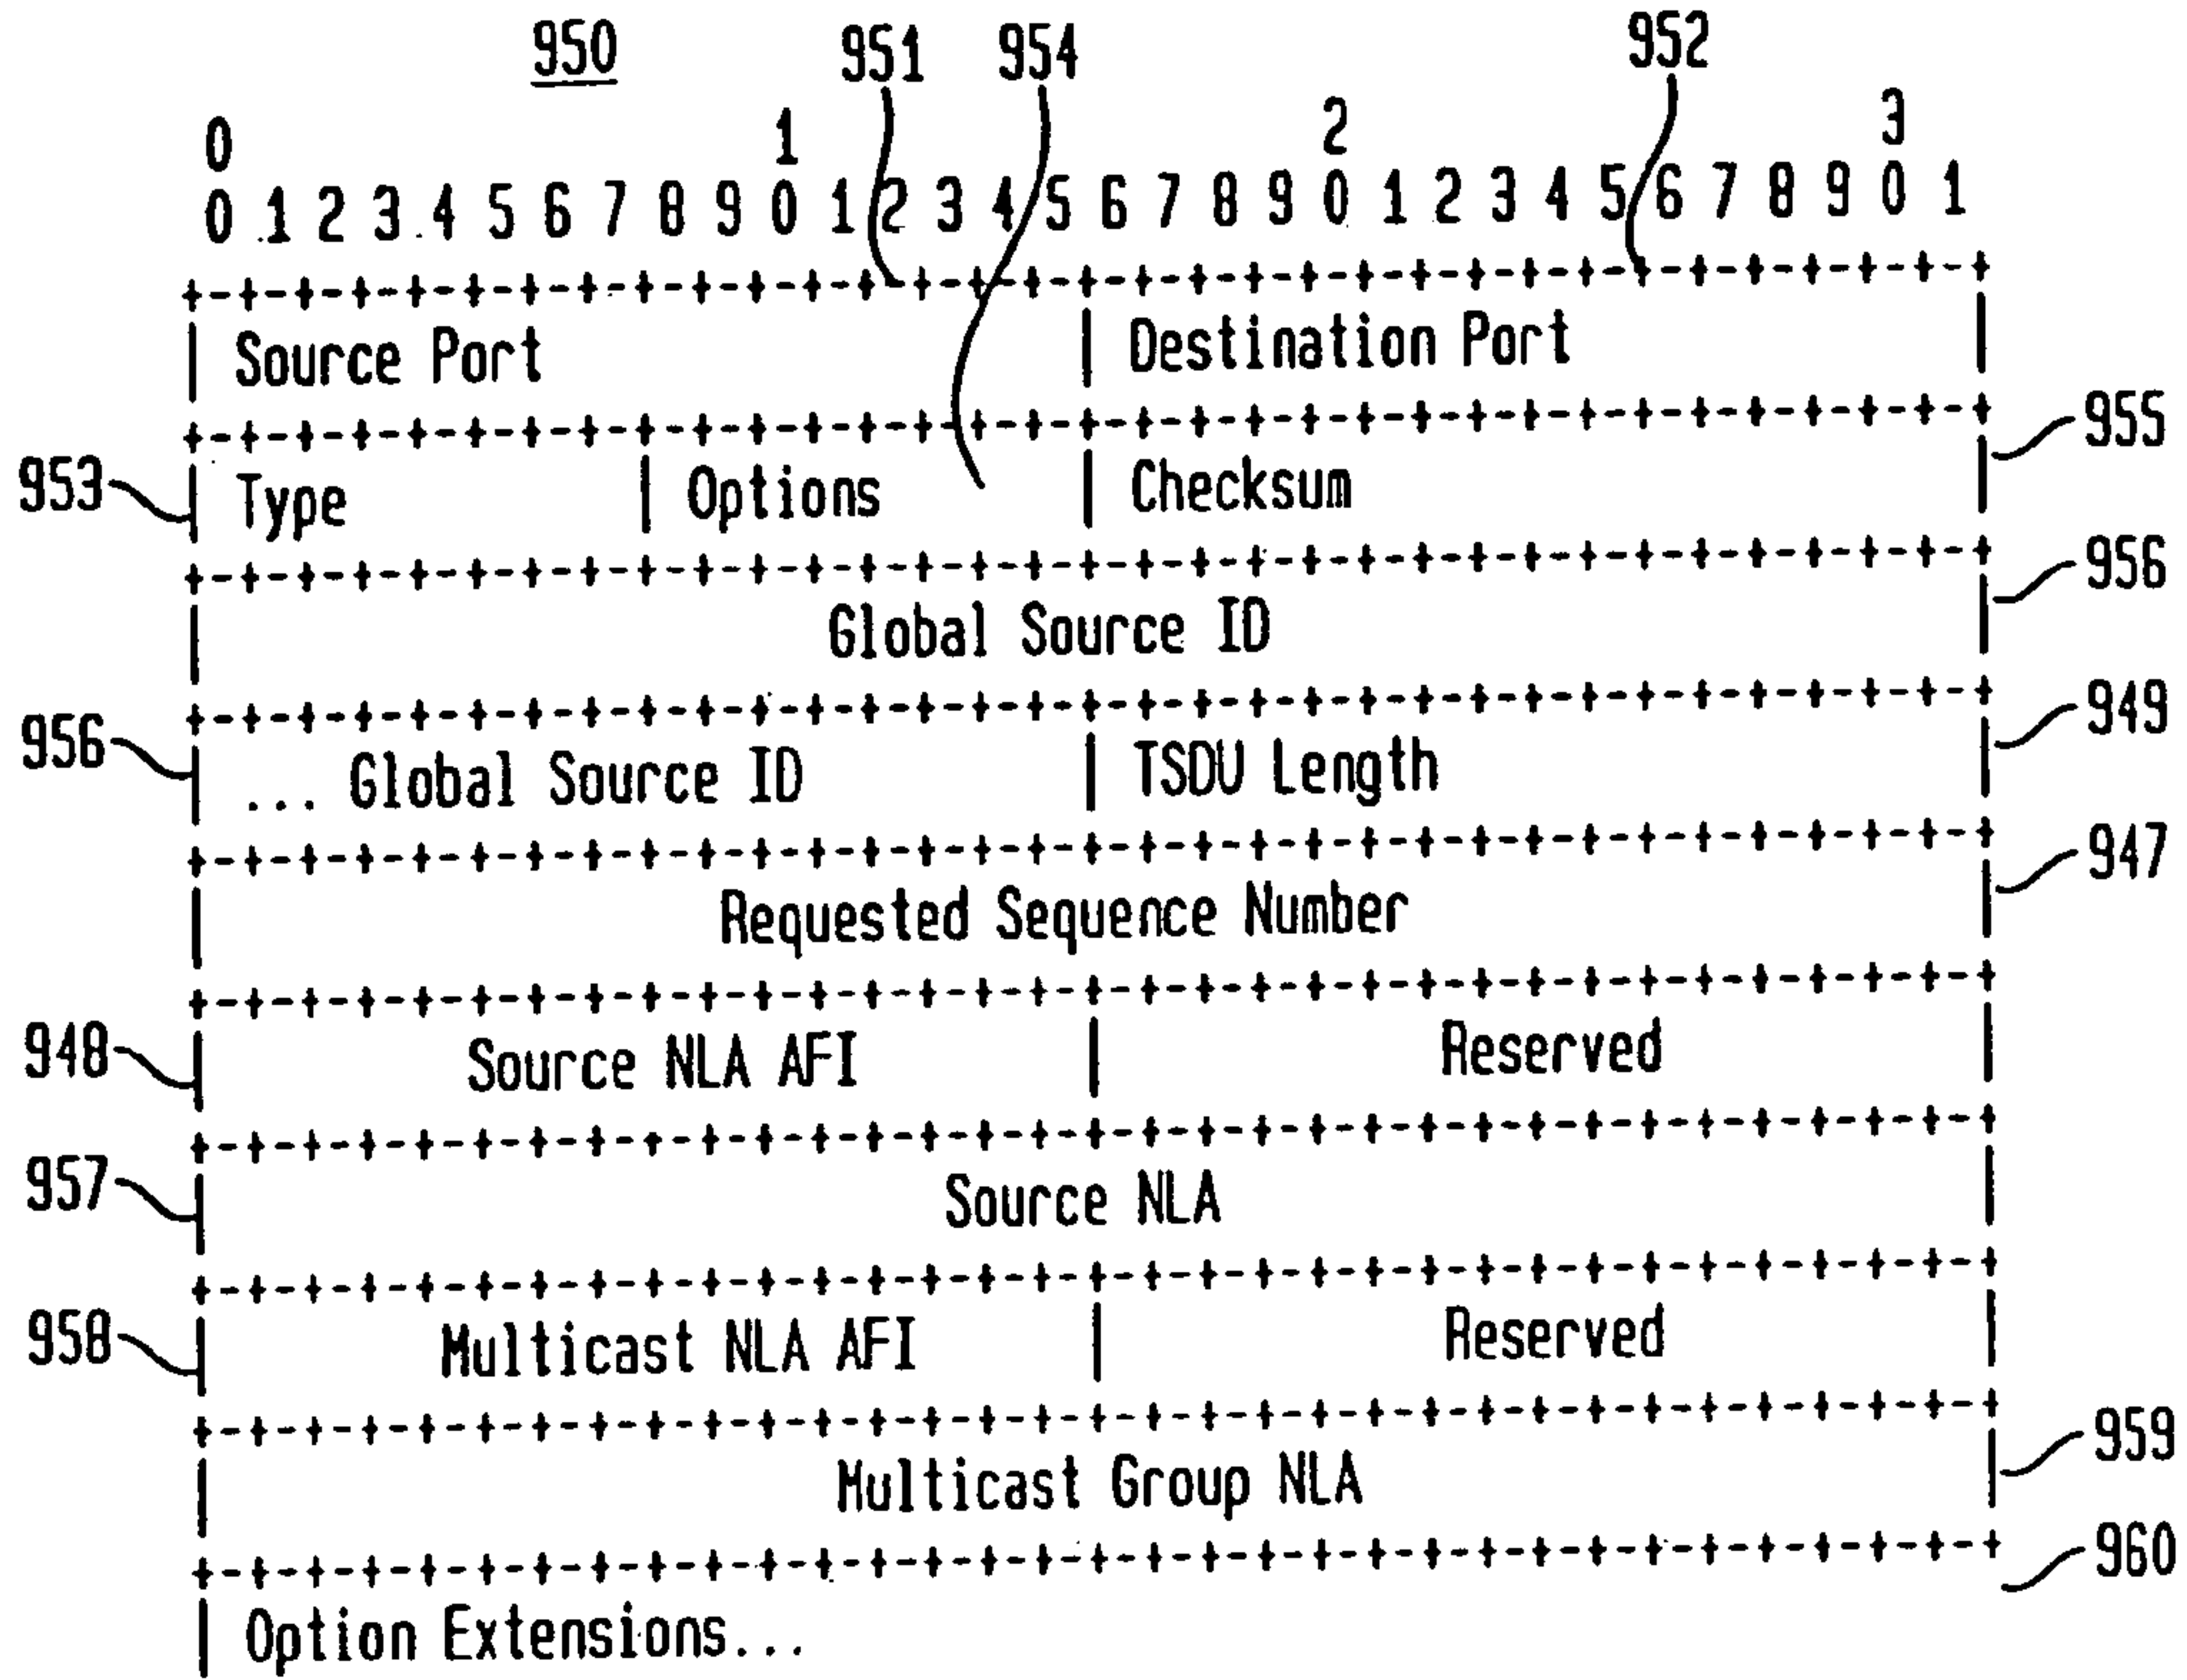 950 951 954 952
0 1 2 3
0 1 2 3 4 5 6 7 8 9 0 1 2 3 4 5 6 7 8 9 0 1 2 3 4 5 6 7 8 9 0 1
+-+-+-+-+-+-+-+-+-+-+-+-+-+-+-+-+-+-+-+-+-+-+-+-+-+-+-+-+-+-+-+-+
| Source Port | Destination Port |
+-+-+-+-+-+-+-+-+-+-+-+-+-+-+-+-+-+-+-+-+-+-+-+-+-+-+-+-+-+-+-+-+
953 | Type | Options | Checksum | 955
+-+-+-+-+-+-+-+-+-+-+-+-+-+-+-+-+-+-+-+-+-+-+-+-+-+-+-+-+-+-+-+-+
| Global Source ID | 956
+-+-+-+-+-+-+-+-+-+-+-+-+-+-+-+-+-+-+-+-+-+-+-+-+-+-+-+-+-+-+-+-+
956 | ... Global Source ID | TSDU Length | 949
+-+-+-+-+-+-+-+-+-+-+-+-+-+-+-+-+-+-+-+-+-+-+-+-+-+-+-+-+-+-+-+-+
| Requested Sequence Number | 947
+-+-+-+-+-+-+-+-+-+-+-+-+-+-+-+-+-+-+-+-+-+-+-+-+-+-+-+-+-+-+-+-+
948 | Source NLA AFI | Reserved |
+-+-+-+-+-+-+-+-+-+-+-+-+-+-+-+-+-+-+-+-+-+-+-+-+-+-+-+-+-+-+-+-+
957 | Source NLA |
+-+-+-+-+-+-+-+-+-+-+-+-+-+-+-+-+-+-+-+-+-+-+-+-+-+-+-+-+-+-+-+-+
958 | Multicast NLA AFI | Reserved |
+-+-+-+-+-+-+-+-+-+-+-+-+-+-+-+-+-+-+-+-+-+-+-+-+-+-+-+-+-+-+-+-+
| Multicast Group NLA | 959
+-+-+-+-+-+-+-+-+-+-+-+-+-+-+-+-+-+-+-+-+-+-+-+-+-+-+-+-+-+-+-+-+
| Option Extensions... 960